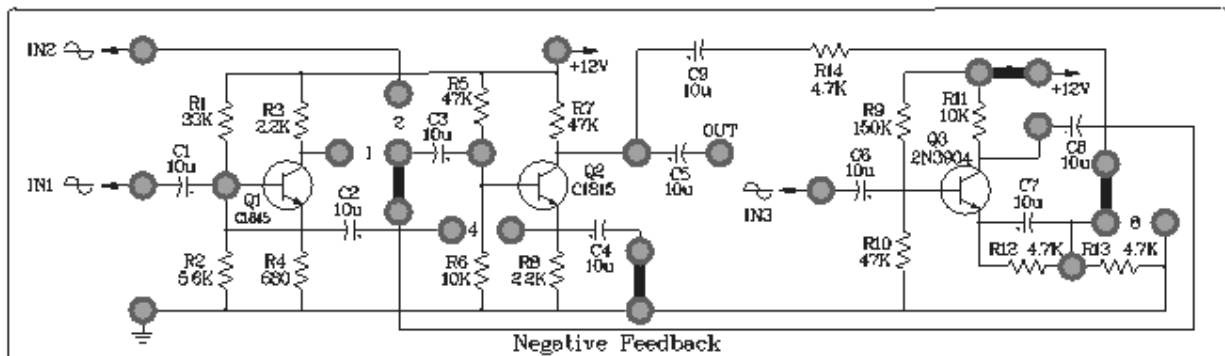 IN2
+12V
C9
10u
R14
4.7K
+12V
R1
33K
R3
2.2K
R5
47K
R7
47K
2
1
C3
10u
OUT
C5
10u
R9
150K
R11
10K
Q3
2N3904
C8
10u
C1
10u
IN1
Q1
C1815
C2
10u
4
Q2
C1815
C4
10u
C6
10u
IN3
C7
10u
R12 4.7K
R13 4.7K
R2
5.6K
R4
680
R6
10K
R8
2.2K
R10
47K
Negative Feedback